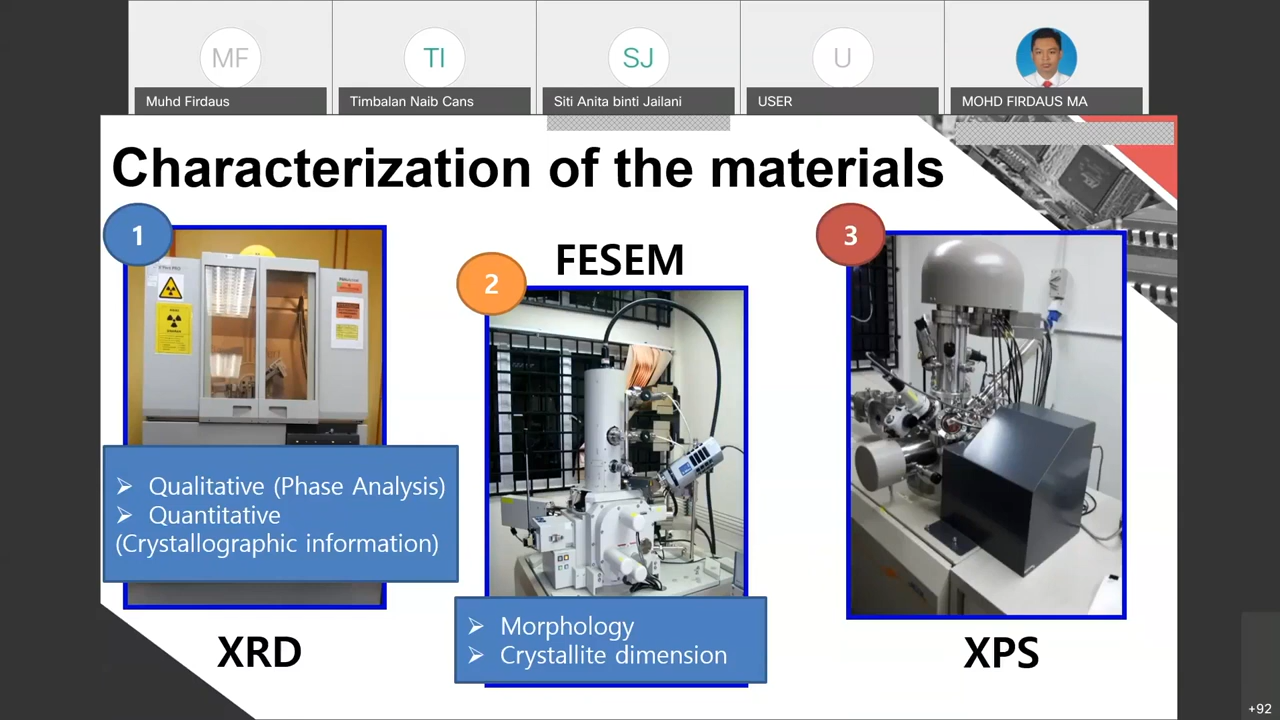 MF
TI
SJ
U
Muhd Firdaus
Timbalan Naib Cans
Siti Anita binti Jailani
USER
MOHD FIRDAUS MA
Characterization of the materials
1
FESEM
2
3
➢ Qualitative (Phase Analysis)
➢ Quantitative
(Crystallographic information)
➢ Morphology
➢ Crystallite dimension
XRD
XPS
+92